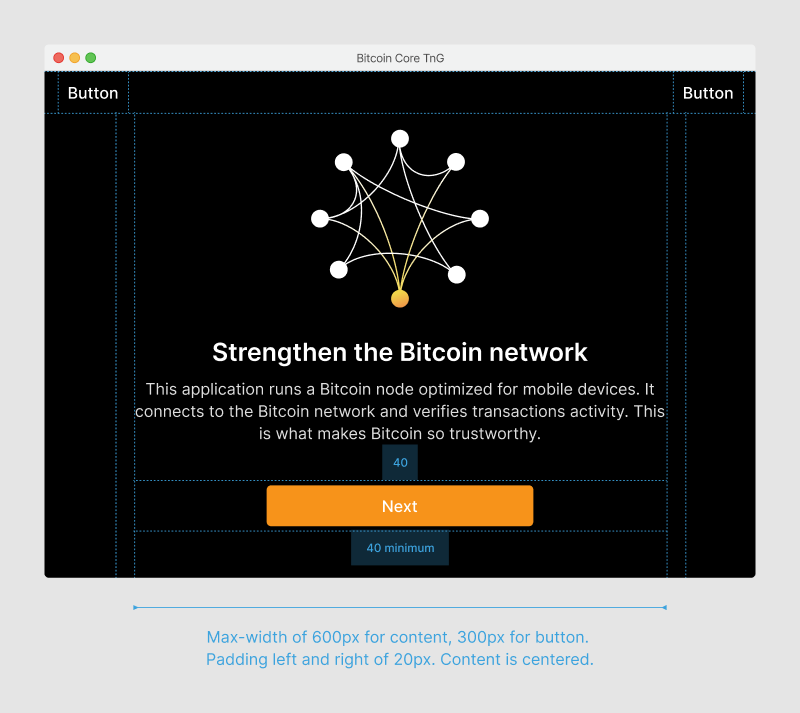 Bitcoin Core TnG
Button
Button
Strengthen the Bitcoin network
This application runs a Bitcoin node optimized for mobile devices. It
connects to the Bitcoin network and verifies transactions activity. This
is what makes Bitcoin so trustworthy.
40
Next
40 minimum
Max-width of 600px for content, 300px for button.
Padding left and right of 20px. Content is centered.